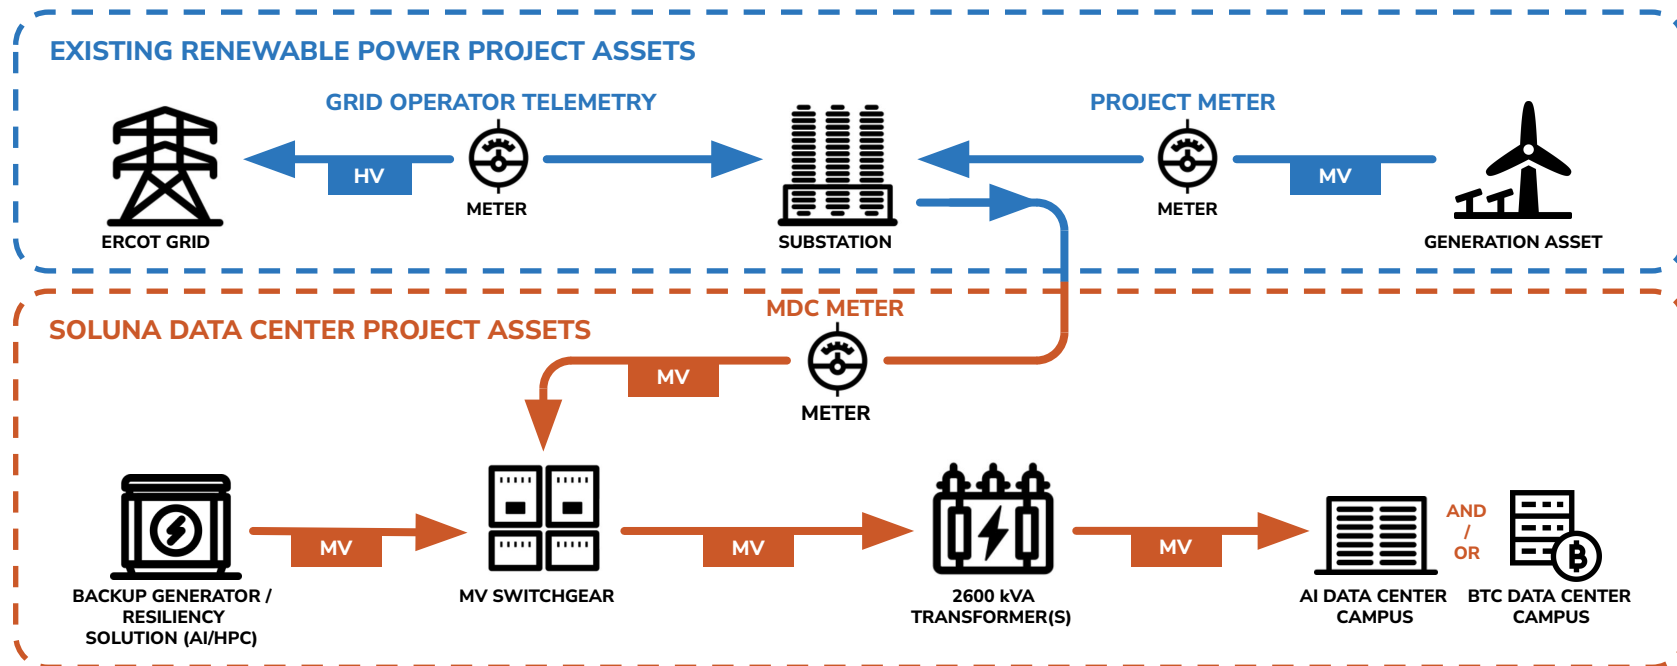 EXISTING RENEWABLE POWER PROJECT ASSETS
GRID OPERATOR TELEMETRY
PROJECT METER
HV
MV
METER
METER
ERCOT GRID
SUBSTATION
GENERATION ASSET
MDC METER
SOLUNA DATA CENTER PROJECT ASSETS
MV
METER
MV
MV
MV
AND
/
OR
BACKUP GENERATOR /
RESILIENCY
SOLUTION (AI/HPC)
MV SWITCHGEAR
2600 kVA
TRANSFORMER(S)
AI DATA CENTER
CAMPUS
BTC DATA CENTER
CAMPUS